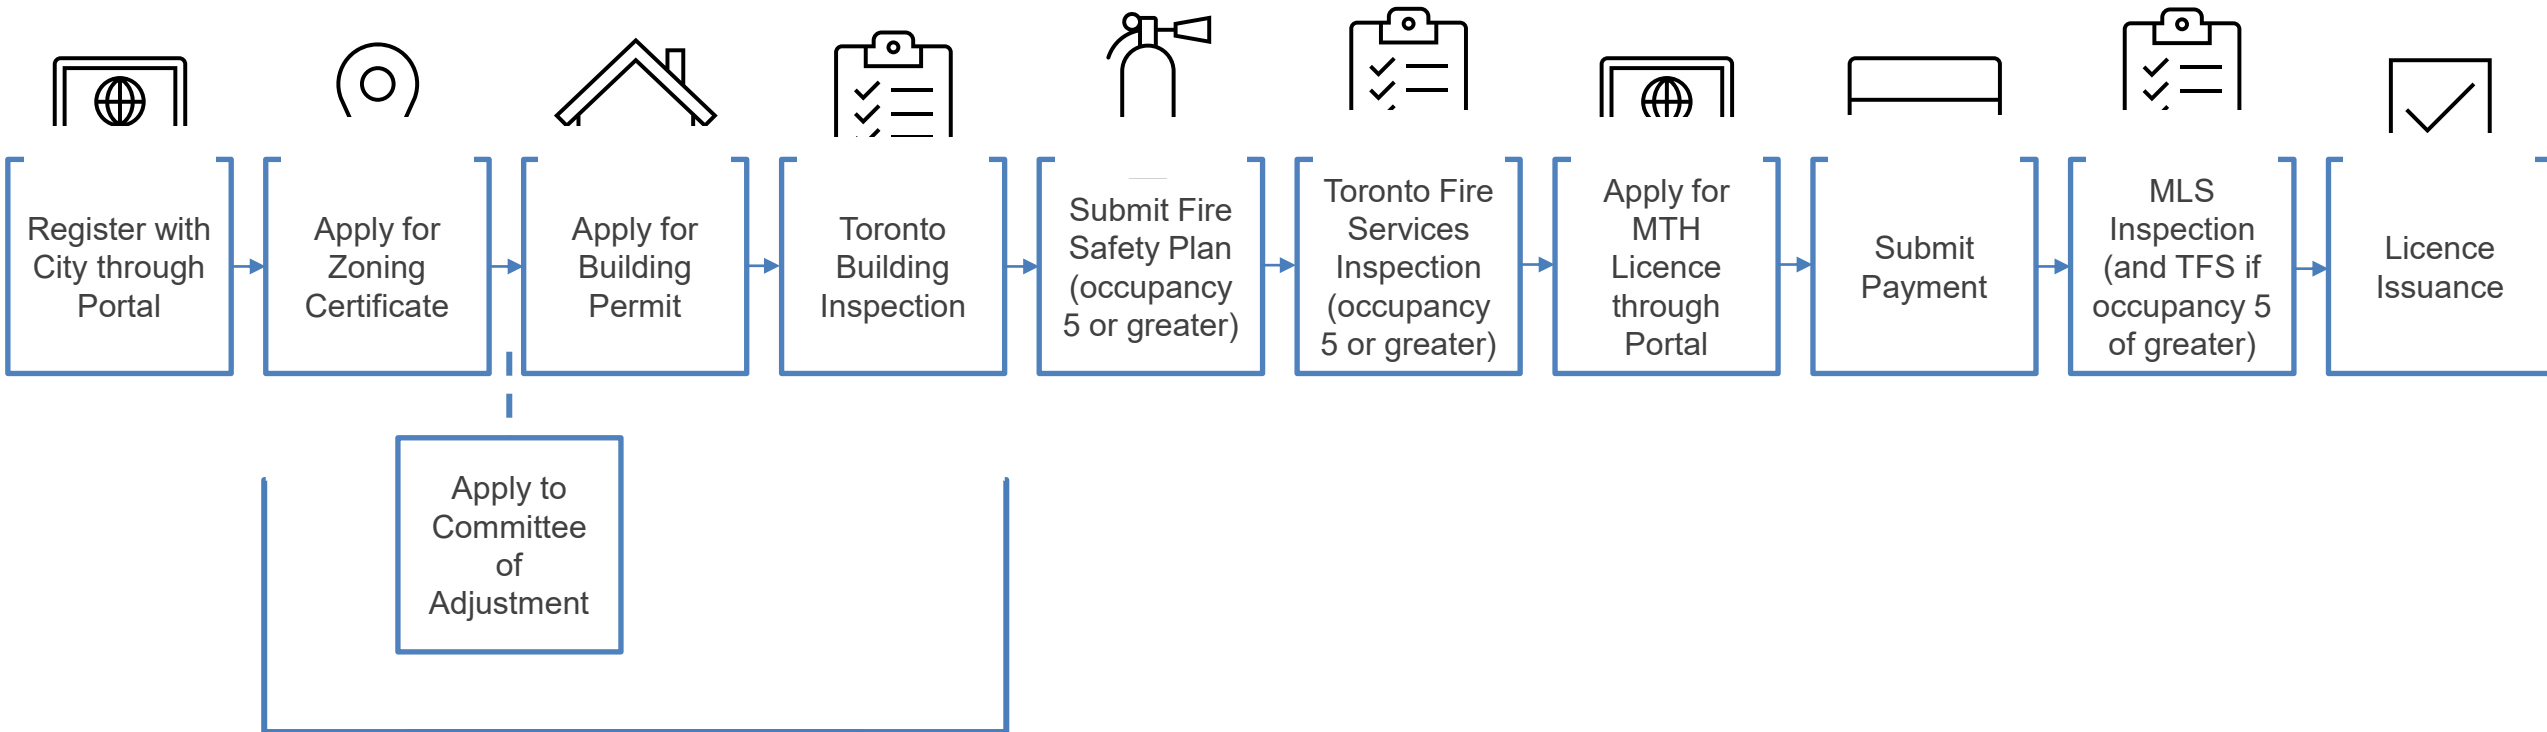 Register with
City through
Portal
Apply for
Zoning
Certificate
Apply for
Building
Permit
Toronto
Building
Inspection
Submit Fire
Safety Plan
(occupancy
5 or greater)
Toronto Fire
Services
Inspection
(occupancy
5 or greater)
Apply for
MTH
Licence
through
Portal
Submit
Payment
MLS
Inspection
(and TFS if
occupancy 5
of greater)
Licence
Issuance
Apply to
Committee
of
Adjustment